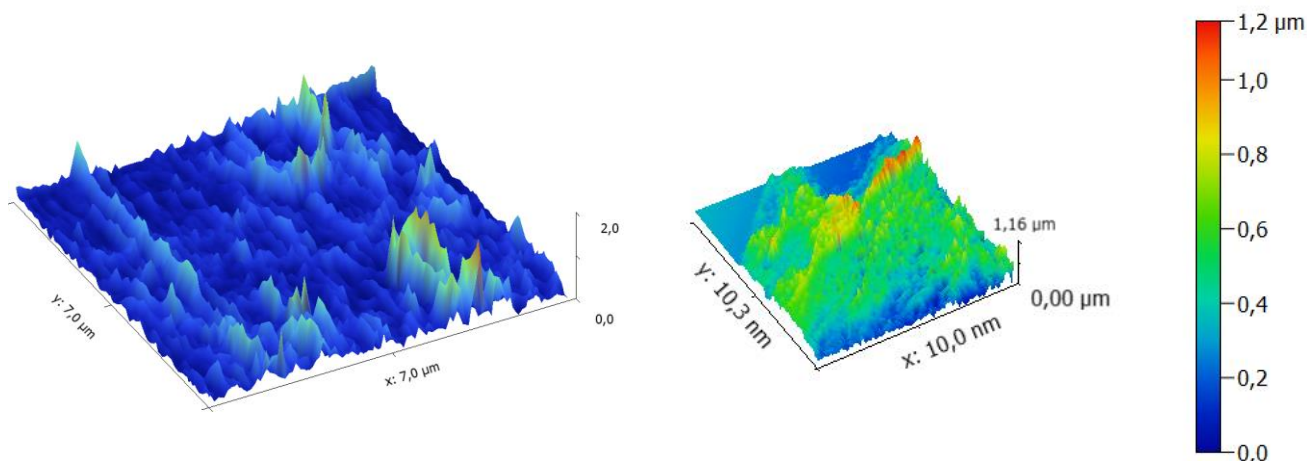 2,0
0,0
y: 7,0 µm
x: 7,0 µm
1,16 µm
0,00 µm
y: 10,3 nm
x: 10,0 nm
1,2 µm
1,0
0,8
0,6
0,4
0,2
0,0